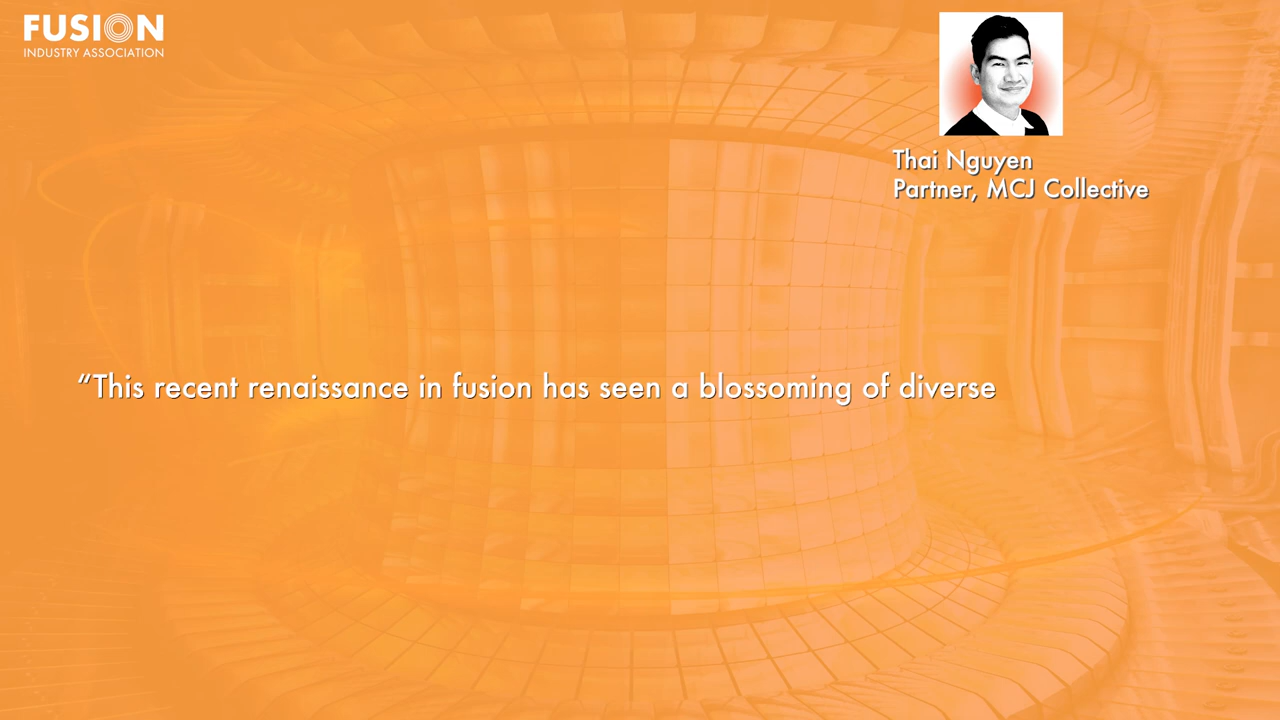 FUSION
INDUSTRY ASSOCIATION
Thai Nguyen
Partner, MCJ Collective
“This recent renaissance in fusion has seen a blossoming of diverse